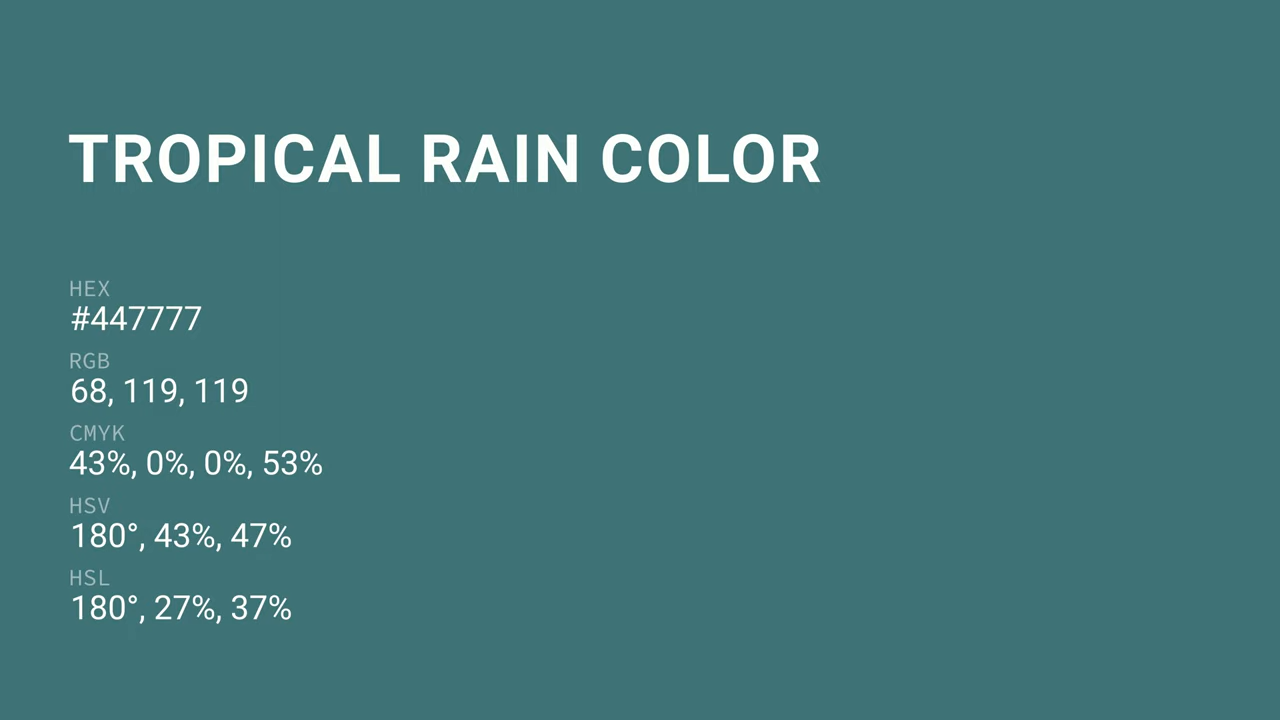 TROPICAL RAIN COLOR
HEX
#447777
RGB
68, 119, 119
CMYK
43%, 0%, 0%, 53%
HSV
180°, 43%, 47%
HSL
180°, 27%, 37%